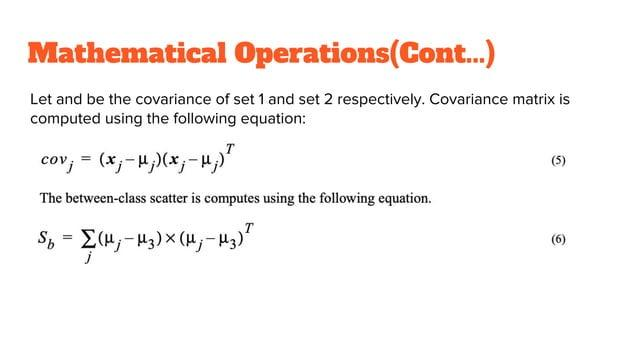 Mathematical Operations(Cont...)
Let and be the covariance of set 1 and set 2 respectively. Covariance matrix is
computed using the following equation:
cov_j = (x_j − μ_j)(x_j − μ_j)^T (5)
The between-class scatter is computes using the following equation.
S_b = ∑_j (μ_j − μ_3) × (μ_j − μ_3)^T (6)